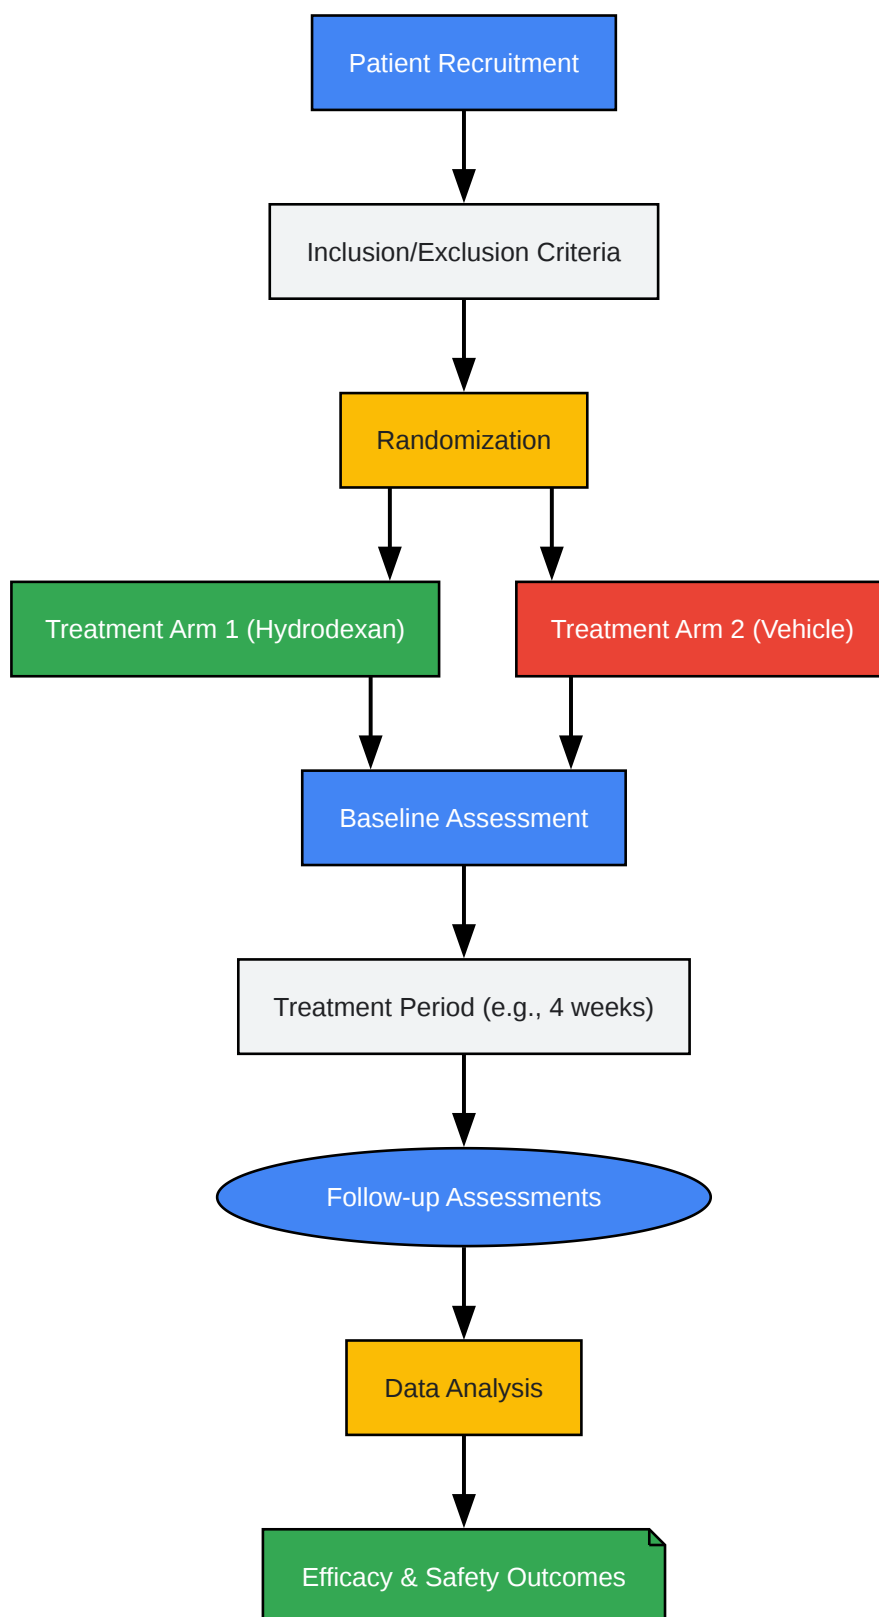 Patient Recruitment
Inclusion/Exclusion Criteria
Randomization
Treatment Arm 1 (Hydrodexan)
Treatment Arm 2 (Vehicle)
Baseline Assessment
Treatment Period (e.g., 4 weeks)
Follow-up Assessments
Data Analysis
Efficacy & Safety Outcomes